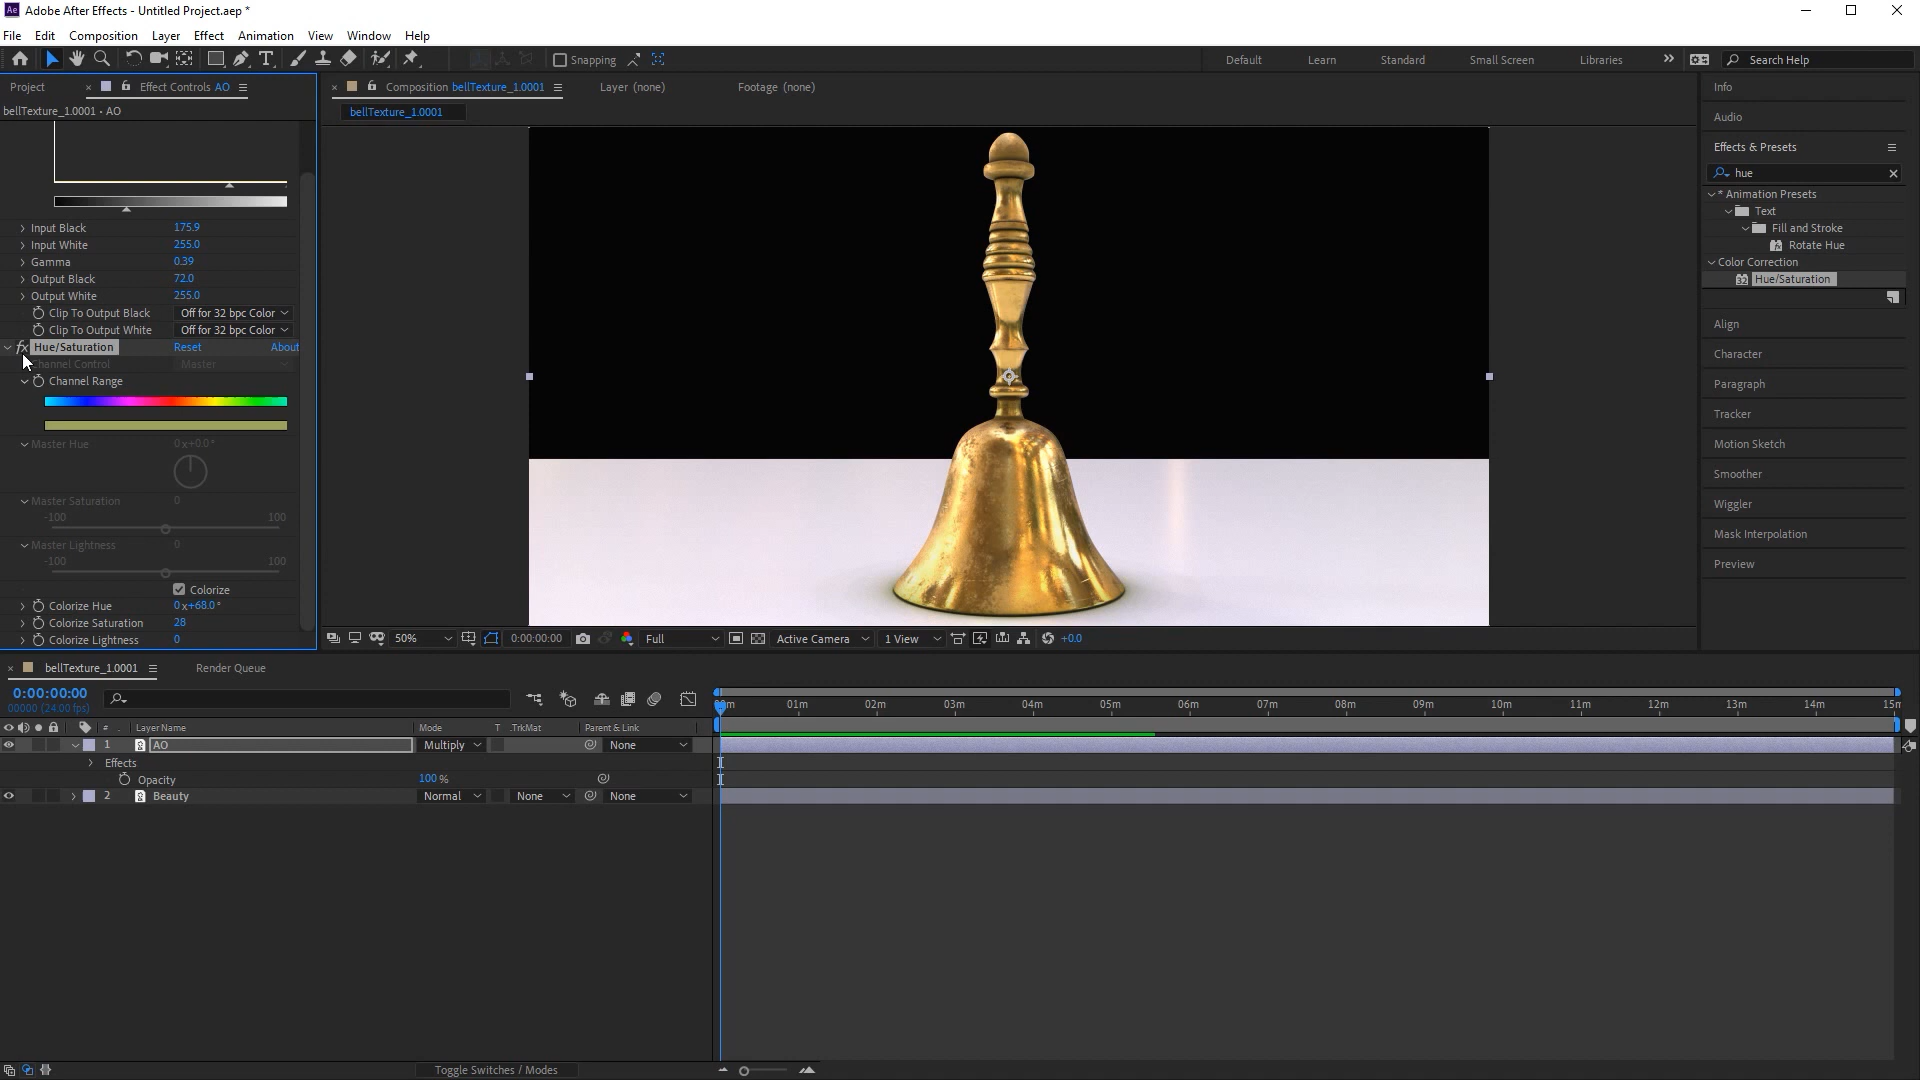 Ae Adobe After Effects - Untitled Project.aep *
File Edit Composition Layer Effect Animation View Window Help
Snapping Default Learn Standard Small Screen Libraries » Search Help
Project × Effect Controls AO Composition bellTexture_1.0001 Layer (none) Footage (none)
bellTexture_1.0001 • AO
bellTexture_1.0001
Input Black 175.9
Input White 255.0
Gamma 0.39
Output Black 72.0
Output White 255.0
Clip To Output Black Off for 32 bpc Color
Clip To Output White Off for 32 bpc Color
fx Hue/Saturation Reset About
Channel Control Master
Channel Range
Master Hue 0x+0.0°
Master Saturation 0
-100 100
Master Lightness 0
-100 100
Colorize
Colorize Hue 0x+68.0°
Colorize Saturation 28
Colorize Lightness 0
50% 0:00:00:00 Full Active Camera 1 View +0.0
Info
Audio
Effects & Presets
hue
* Animation Presets
Text
Fill and Stroke
Rotate Hue
Color Correction
32 Hue/Saturation
Align
Character
Paragraph
Tracker
Motion Sketch
Smoother
Wiggler
Mask Interpolation
Preview
× bellTexture_1.0001 Render Queue
0:00:00:00
00000 (24.00 fps)
01m 02m 03m 04m 05m 06m 07m 08m 09m 10m 11m 12m 13m 14m
# Layer Name Mode T .TrkMat Parent & Link
1 AO Multiply None
Effects
Opacity 100%
2 Beauty Normal None None
Toggle Switches / Modes